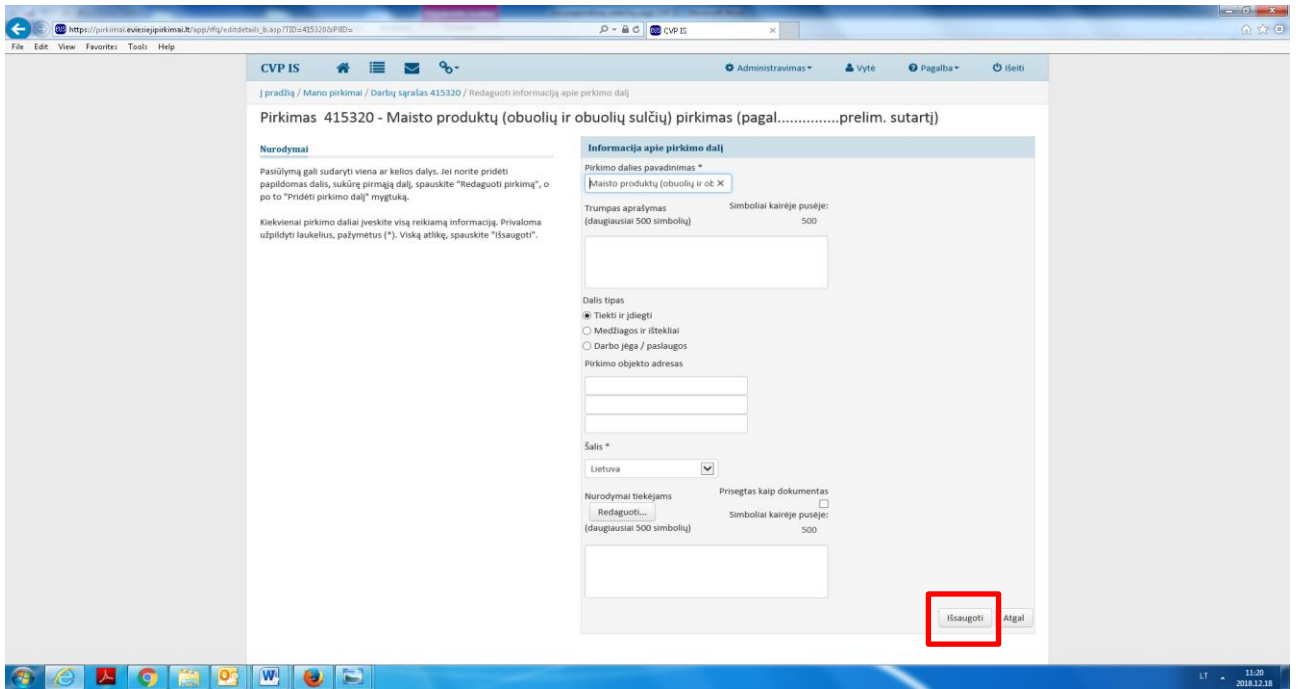 https://pirkimai.eviesiejipirkimai.lt/app/rfq/editdetails_b.asp?TID=415320&PIID=
CVP IS
File Edit View Favorites Tools Help
CVP IS
Administravimas
Vytė
Pagalba
Išeiti
Į pradžią / Mano pirkimai / Darbų sąrašas 415320 / Redaguoti informaciją apie pirkimo dalį
Pirkimas 415320 - Maisto produktų (obuolių ir obuolių sulčių) pirkimas (pagal...............prelim. sutartį)
Nurodymai
Pasiūlymą gali sudaryti viena ar kelios dalys. Jei norite pridėti
papildomas dalis, sukūrę pirmąją dalį, spauskite "Redaguoti pirkimą", o
po to "Pridėti pirkimo dalį" mygtuką.
Kiekvienai pirkimo daliai įveskite visą reikiamą informaciją. Privaloma
užpildyti laukelius, pažymėtus (*). Viską atlikę, spauskite "Išsaugoti".
Informacija apie pirkimo dalį
Pirkimo dalies pavadinimas *
Maisto produktų (obuolių ir ob
Trumpas aprašymas
(daugiausiai 500 simbolių)
Simboliai kairėje pusėje:
500
Dalis tipas
Tiekti ir įdiegti
Medžiagos ir ištekliai
Darbo jėga / paslaugos
Pirkimo objekto adresas
Šalis *
Lietuva
Nurodymai tiekėjams
Redaguoti...
(daugiausiai 500 simbolių)
Prisegtas kaip dokumentas
Simboliai kairėje pusėje:
500
Išsaugoti
Atgal
LT
11:20
2018.12.18